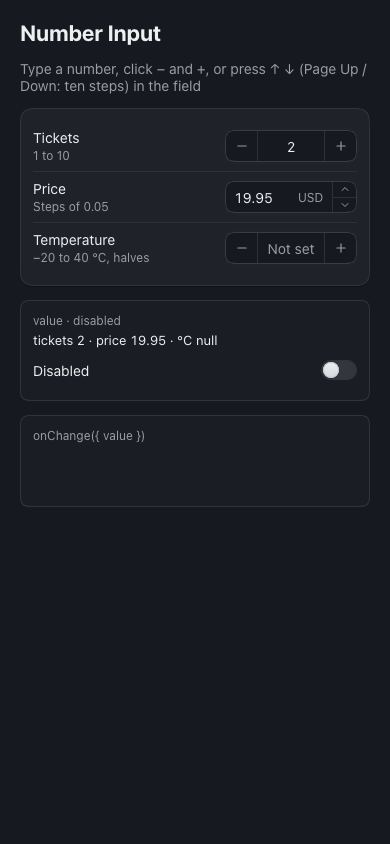 Number Input
Type a number, click − and +, or press ↑ ↓ (Page Up /
Down: ten steps) in the field
Tickets
1 to 10
− 2 +
Price
Steps of 0.05
19.95 USD
Temperature
−20 to 40 °C, halves
− Not set +
value · disabled
tickets 2 · price 19.95 · °C null
Disabled
onChange({ value })